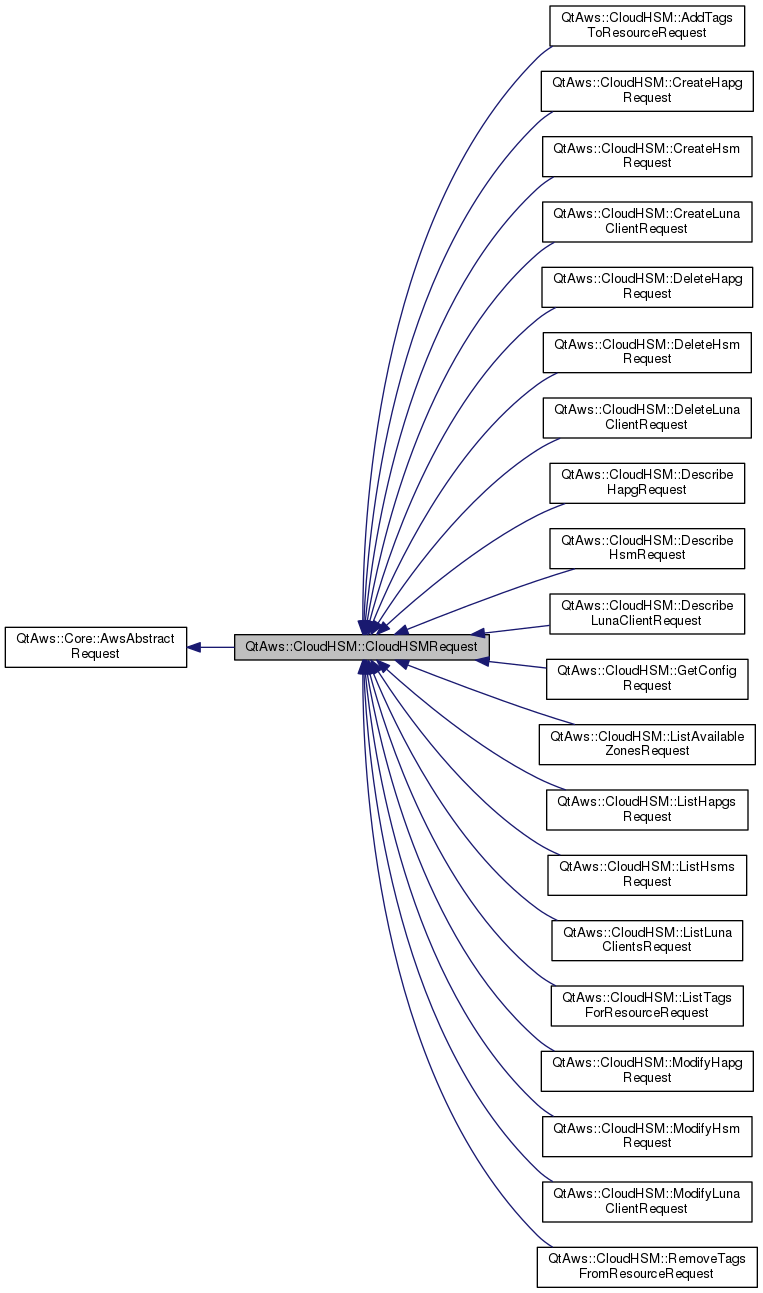 QtAws::CloudHSM::AddTags
ToResourceRequest
QtAws::CloudHSM::CreateHapg
Request
QtAws::CloudHSM::CreateHsm
Request
QtAws::CloudHSM::CreateLuna
ClientRequest
QtAws::CloudHSM::DeleteHapg
Request
QtAws::CloudHSM::DeleteHsm
Request
QtAws::CloudHSM::DeleteLuna
ClientRequest
QtAws::CloudHSM::Describe
HapgRequest
QtAws::CloudHSM::Describe
HsmRequest
QtAws::CloudHSM::Describe
LunaClientRequest
QtAws::Core::AwsAbstract
Request
QtAws::CloudHSM::CloudHSMRequest
QtAws::CloudHSM::GetConfig
Request
QtAws::CloudHSM::ListAvailable
ZonesRequest
QtAws::CloudHSM::ListHapgs
Request
QtAws::CloudHSM::ListHsms
Request
QtAws::CloudHSM::ListLuna
ClientsRequest
QtAws::CloudHSM::ListTags
ForResourceRequest
QtAws::CloudHSM::ModifyHapg
Request
QtAws::CloudHSM::ModifyHsm
Request
QtAws::CloudHSM::ModifyLuna
ClientRequest
QtAws::CloudHSM::RemoveTags
FromResourceRequest